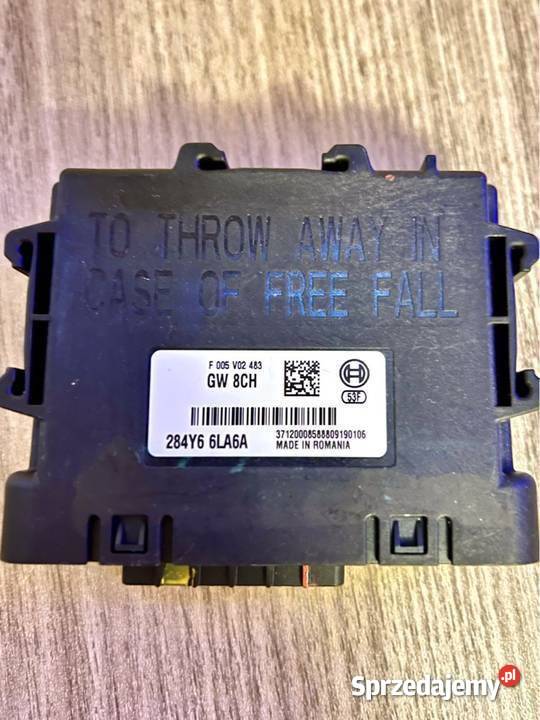 TO THROW AWAY IN
CASE OF FREE FALL
F 005 V02 483
GW 8CH
53F
284Y6 6LA6A
37120008588809190106
MADE IN ROMANIA
Sprzedajemy.pl